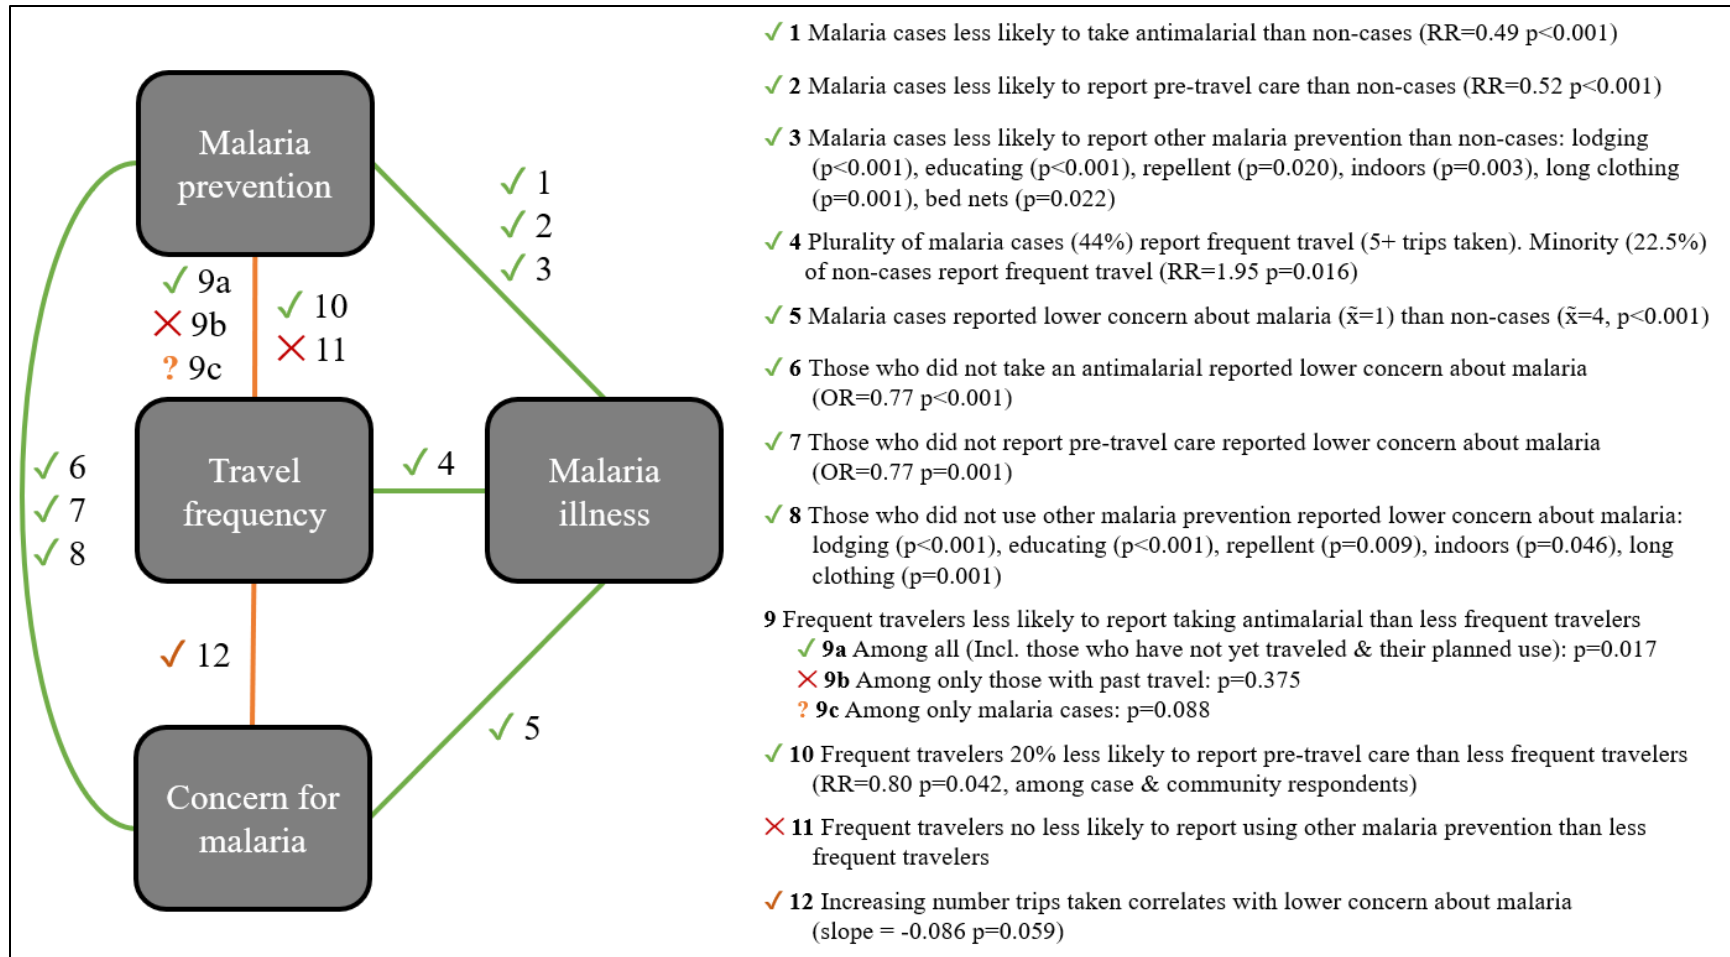 Malaria
prevention
✓ 1
✓ 2
✓ 3
✓ 9a
✕ 9b
? 9c
✓ 10
✕ 11
✓ 6
✓ 7
✓ 8
Travel
frequency
✓ 4
Malaria
illness
✓ 12
✓ 5
Concern for
malaria
✓ 1 Malaria cases less likely to take antimalarial than non-cases (RR=0.49 p<0.001)
✓ 2 Malaria cases less likely to report pre-travel care than non-cases (RR=0.52 p<0.001)
✓ 3 Malaria cases less likely to report other malaria prevention than non-cases: lodging
(p<0.001), educating (p<0.001), repellent (p=0.020), indoors (p=0.003), long clothing
(p=0.001), bed nets (p=0.022)
✓ 4 Plurality of malaria cases (44%) report frequent travel (5+ trips taken). Minority (22.5%)
of non-cases report frequent travel (RR=1.95 p=0.016)
✓ 5 Malaria cases reported lower concern about malaria (x̃=1) than non-cases (x̃=4, p<0.001)
✓ 6 Those who did not take an antimalarial reported lower concern about malaria
(OR=0.77 p<0.001)
✓ 7 Those who did not report pre-travel care reported lower concern about malaria
(OR=0.77 p=0.001)
✓ 8 Those who did not use other malaria prevention reported lower concern about malaria:
lodging (p<0.001), educating (p<0.001), repellent (p=0.009), indoors (p=0.046), long
clothing (p=0.001)
9 Frequent travelers less likely to report taking antimalarial than less frequent travelers
✓ 9a Among all (Incl. those who have not yet traveled & their planned use): p=0.017
✕ 9b Among only those with past travel: p=0.375
? 9c Among only malaria cases: p=0.088
✓ 10 Frequent travelers 20% less likely to report pre-travel care than less frequent travelers
(RR=0.80 p=0.042, among case & community respondents)
✕ 11 Frequent travelers no less likely to report using other malaria prevention than less
frequent travelers
✓ 12 Increasing number trips taken correlates with lower concern about malaria
(slope = -0.086 p=0.059)